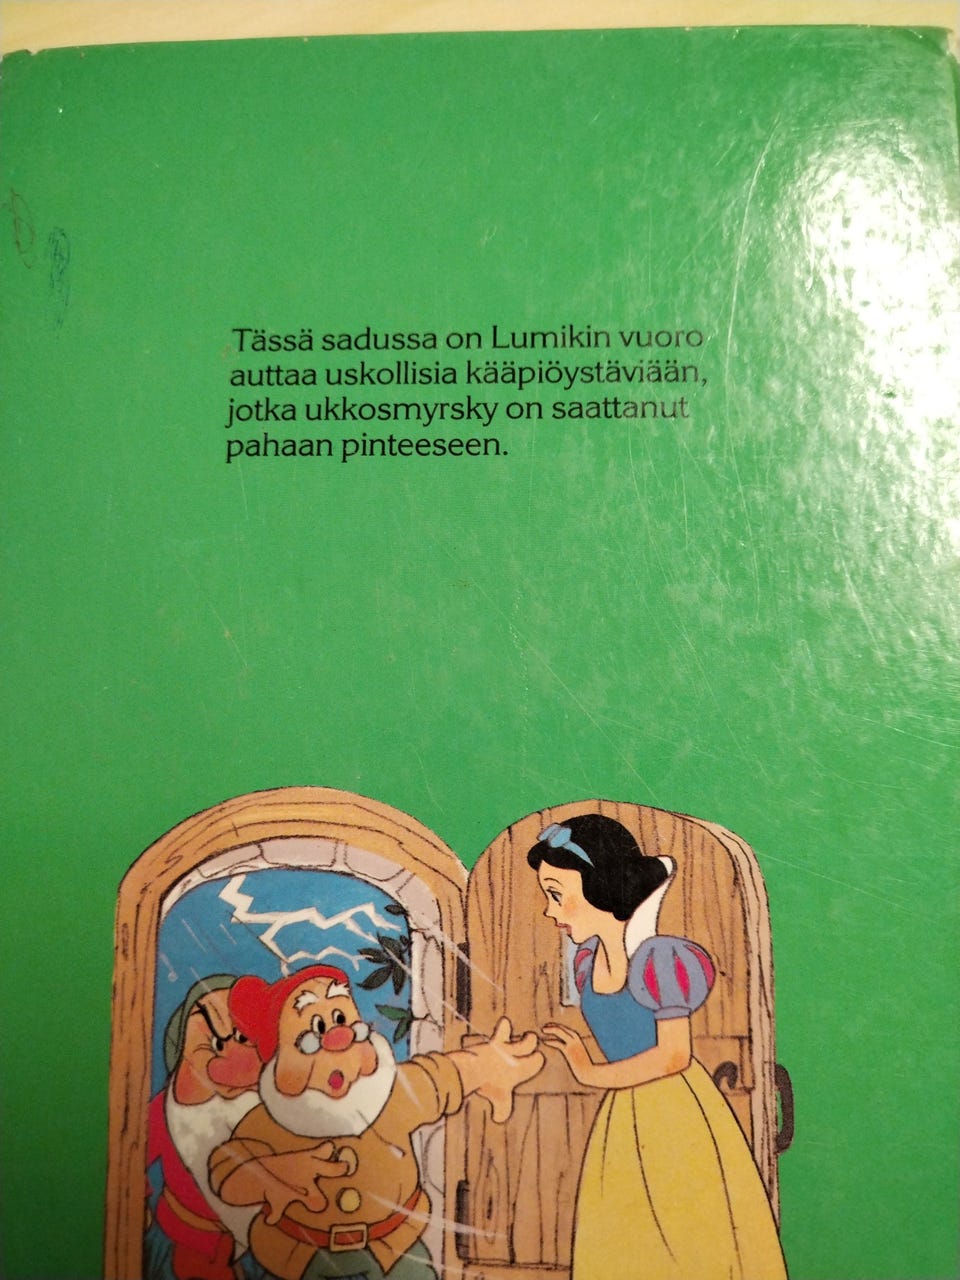 Tässä sadussa on Lumikin vuoro
auttaa uskollisia kääpiöystäviään,
jotka ukkosmyrsky on saattanut
pahaan pinteeseen.